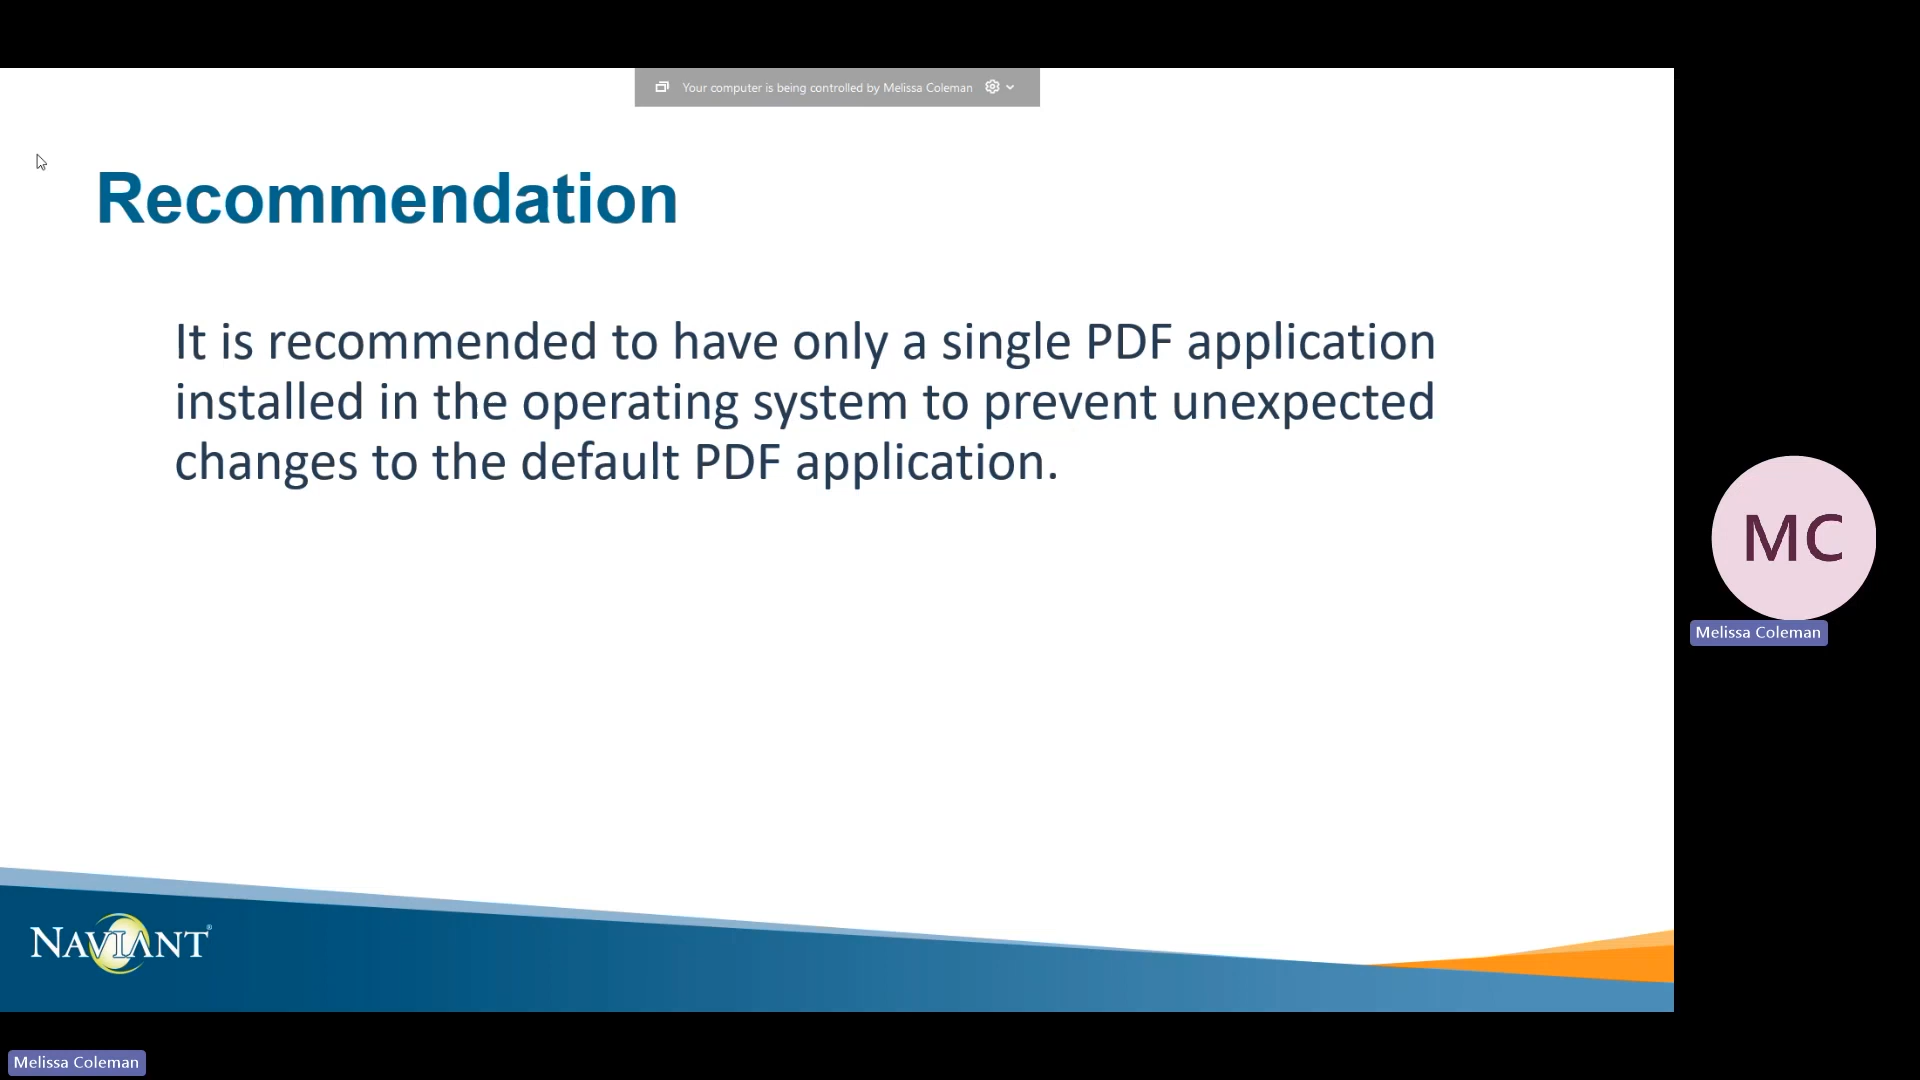 Your computer is being controlled by Melissa Coleman
Recommendation
It is recommended to have only a single PDF application
installed in the operating system to prevent unexpected
changes to the default PDF application.
MC
Melissa Coleman
NAVIANT®
Melissa Coleman